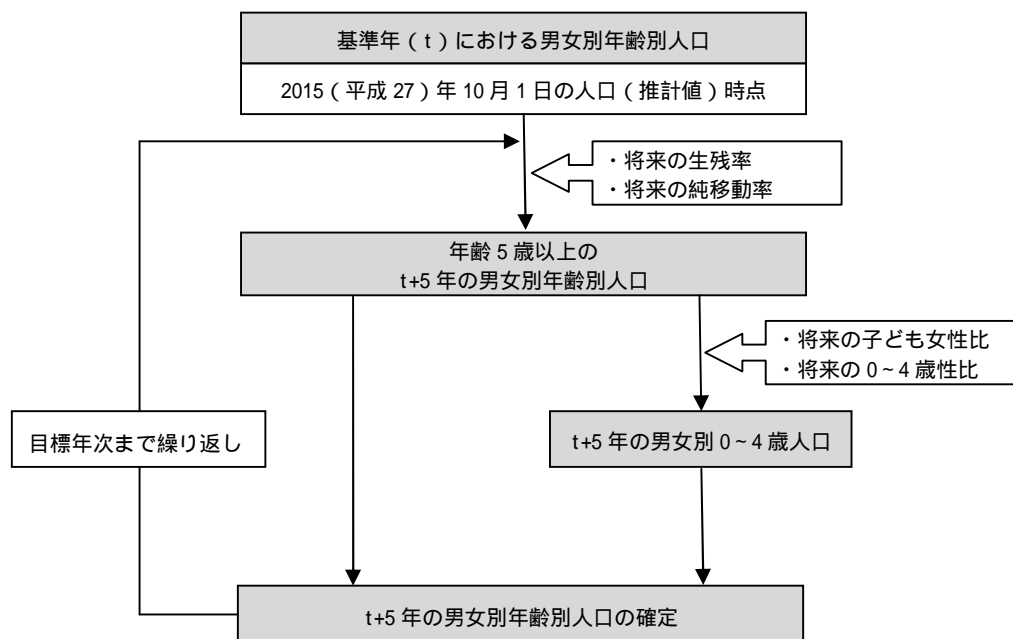 基準年（t）における男女別年齢別人口
2015（平成 27）年 10 月 1 日の人口（推計値）時点
・将来の生残率
・将来の純移動率
年齢 5 歳以上の
t+5 年の男女別年齢別人口
・将来の子ども女性比
・将来の 0~4 歳性比
目標年次まで繰り返し
t+5 年の男女別 0~4 歳人口
t+5 年の男女別年齢別人口の確定